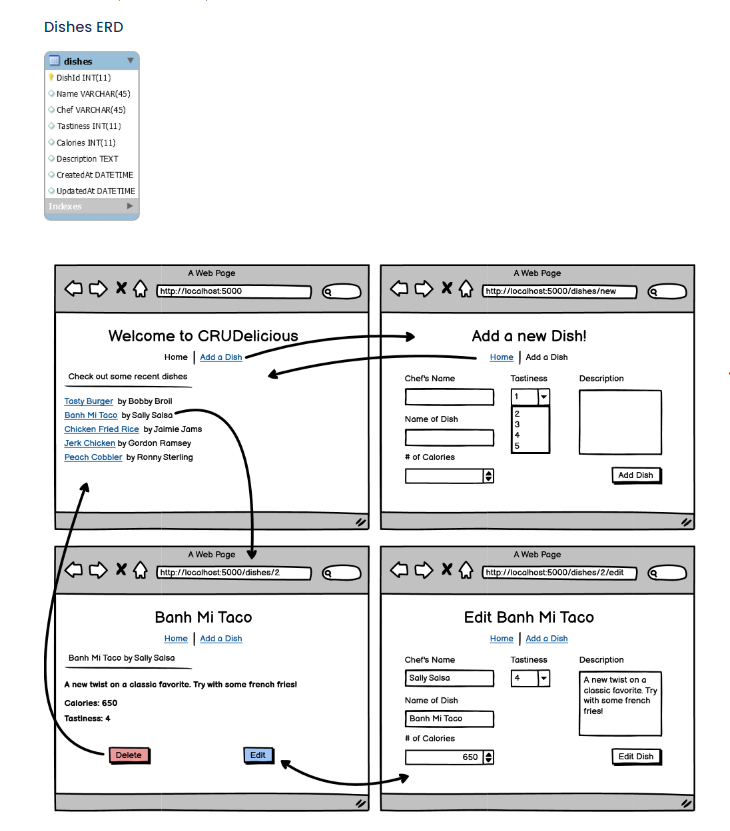 Dishes ERD
dishes
DishId INT(11)
Name VARCHAR(45)
Chef VARCHAR(45)
Tastiness INT(11)
Calories INT(11)
Description TEXT
CreatedAt DATETIME
UpdatedAt DATETIME
Indexes
A Web Page
http://localhost:5000
Welcome to CRUDelicious
Home | Add a Dish
Check out some recent dishes
Tasty Burger by Bobby Broil
Banh Mi Taco by Sally Salsa
Chicken Fried Rice by Jaimie Jams
Jerk Chicken by Gordon Ramsey
Peach Cobbler by Ronny Sterling
A Web Page
http://localhost:5000/dishes/new
Add a new Dish!
Home | Add a Dish
Chef's Name
Tastiness
Description
1
2
3
4
5
Name of Dish
# of Calories
Add Dish
A Web Page
http://localhost:5000/dishes/2
Banh Mi Taco
Home | Add a Dish
Banh Mi Taco by Sally Salsa
A new twist on a classic favorite. Try with some french fries!
Calories: 650
Tastiness: 4
Delete
Edit
A Web Page
http://localhost:5000/dishes/2/edit
Edit Banh Mi Taco
Home | Add a Dish
Chef's Name
Sally Salsa
Tastiness
4
Description
A new twist on a
classic favorite. Try
with some french
fries!
Name of Dish
Banh Mi Taco
# of Calories
650
Edit Dish